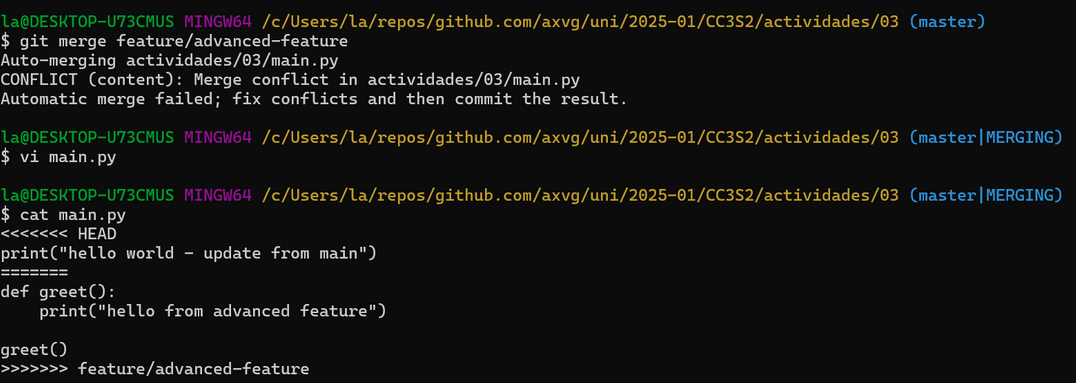 la@DESKTOP-U73CMUS MINGW64 /c/Users/la/repos/github.com/axvg/uni/2025-01/CC3S2/actividades/03 (master)
$ git merge feature/advanced-feature
Auto-merging actividades/03/main.py
CONFLICT (content): Merge conflict in actividades/03/main.py
Automatic merge failed; fix conflicts and then commit the result.

la@DESKTOP-U73CMUS MINGW64 /c/Users/la/repos/github.com/axvg/uni/2025-01/CC3S2/actividades/03 (master|MERGING)
$ vi main.py

la@DESKTOP-U73CMUS MINGW64 /c/Users/la/repos/github.com/axvg/uni/2025-01/CC3S2/actividades/03 (master|MERGING)
$ cat main.py
<<<<<<< HEAD
print("hello world - update from main")
=======
def greet():
    print("hello from advanced feature")

greet()
>>>>>>> feature/advanced-feature